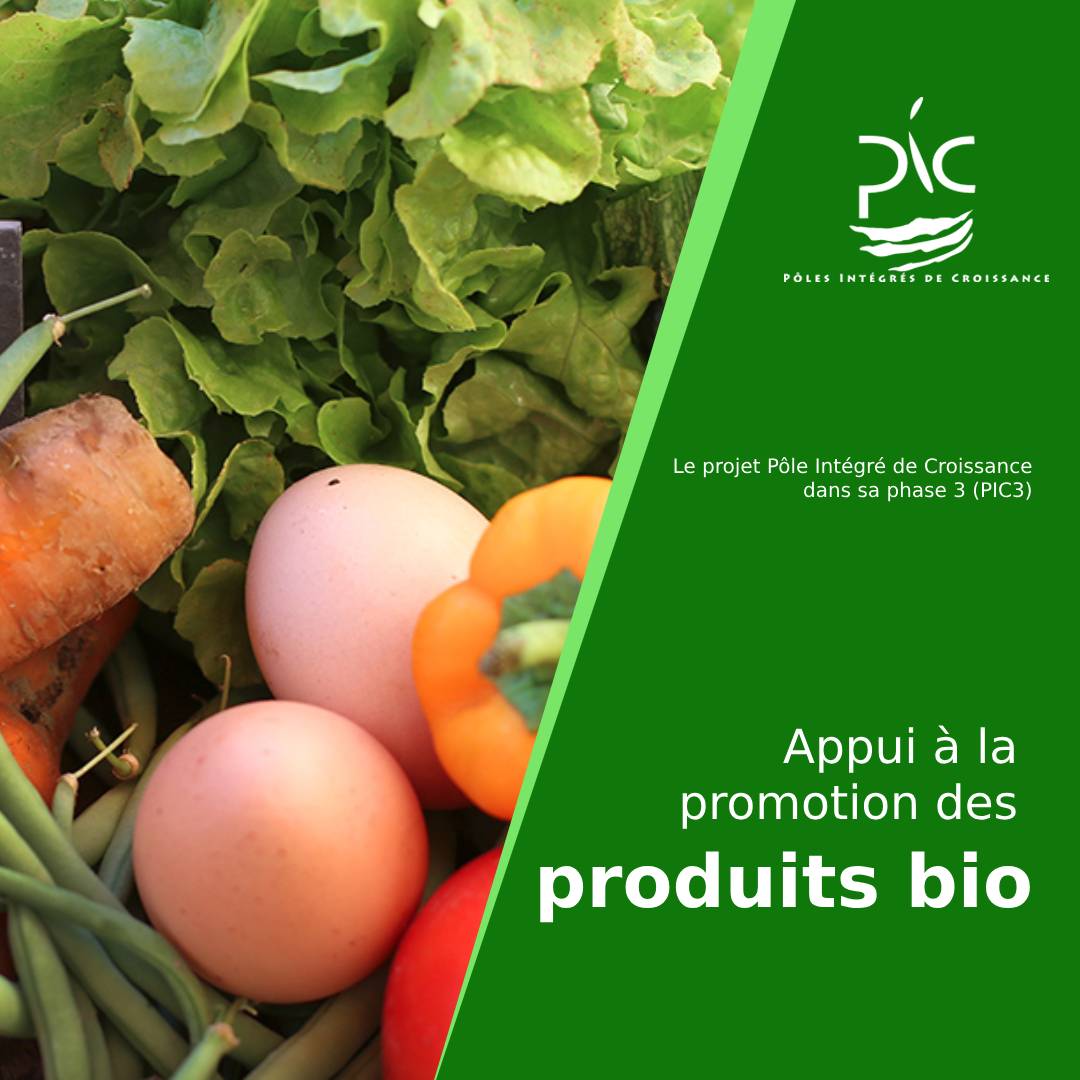 PIC
PÔLES INTÉGRÉS DE CROISSANCE
Le projet Pôle Intégré de Croissance
dans sa phase 3 (PIC3)
Appui à la
promotion des
produits bio